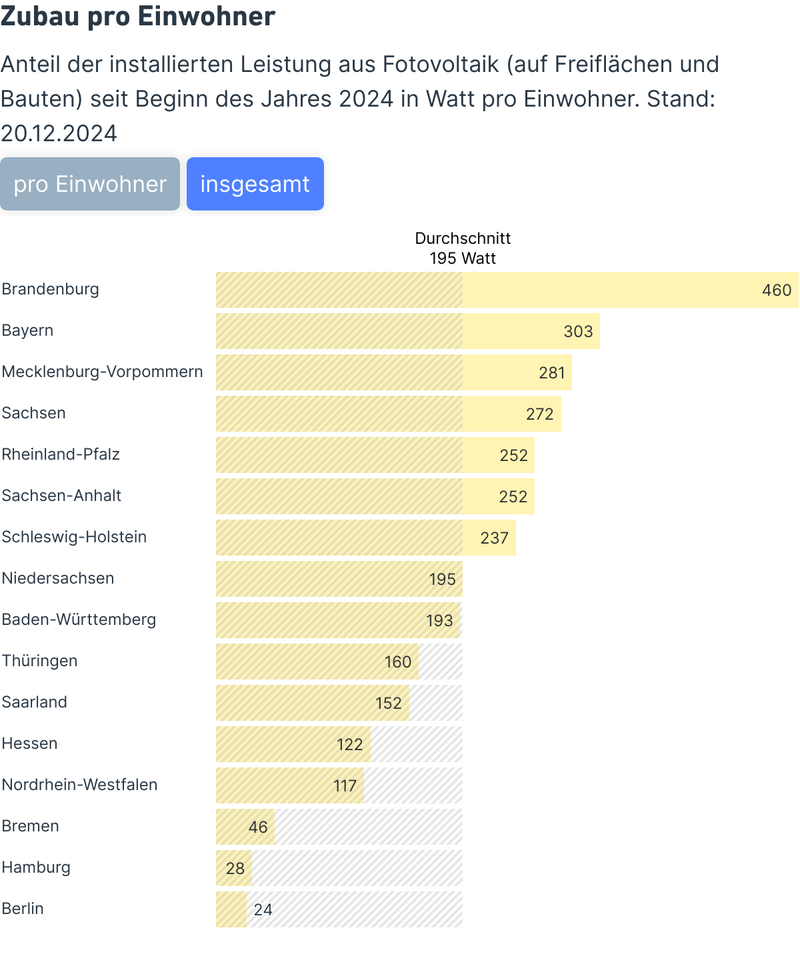 Zubau pro Einwohner
Anteil der installierten Leistung aus Fotovoltaik (auf Freiflächen und
Bauten) seit Beginn des Jahres 2024 in Watt pro Einwohner. Stand:
20.12.2024
pro Einwohner insgesamt
Durchschnitt
195 Watt
Brandenburg 460
Bayern 303
Mecklenburg-Vorpommern 281
Sachsen 272
Rheinland-Pfalz 252
Sachsen-Anhalt 252
Schleswig-Holstein 237
Niedersachsen 195
Baden-Württemberg 193
Thüringen 160
Saarland 152
Hessen 122
Nordrhein-Westfalen 117
Bremen 46
Hamburg 28
Berlin 24